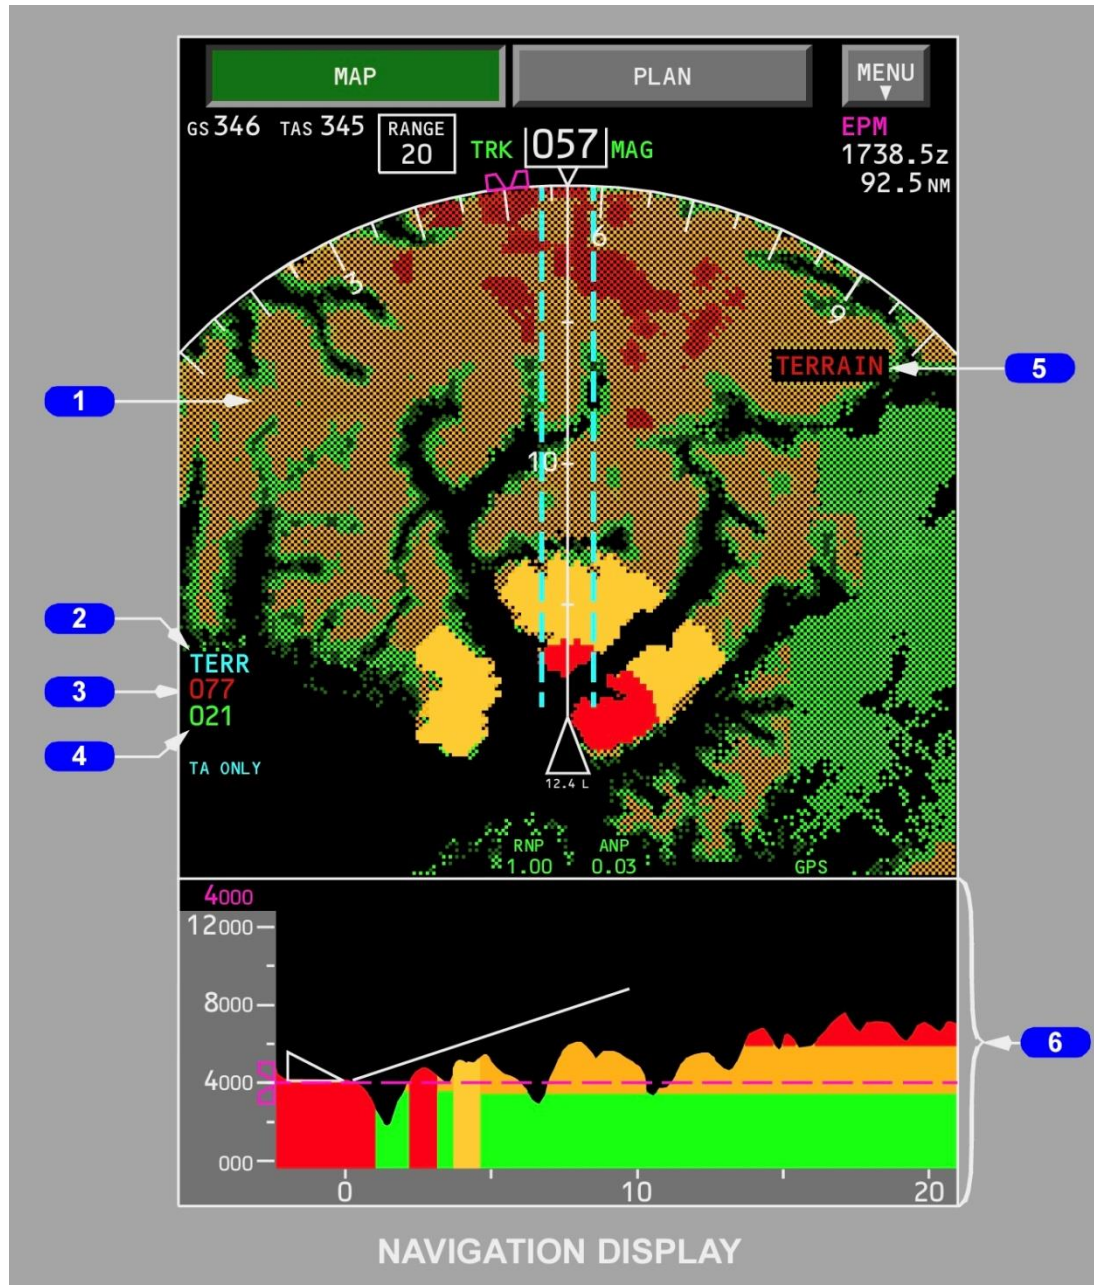 MAP PLAN MENU
GS 346 TAS 345 RANGE
20
TRK 057 MAG
EPM
1738.5z
92.5 NM
3
6
9
TERRAIN
5
1
10
2
TERR
3
077
021
4
TA ONLY
12.4 L
RNP
1.00
ANP
0.03
GPS
4000
12000
8000
4000
000
0 10 20
6
NAVIGATION DISPLAY